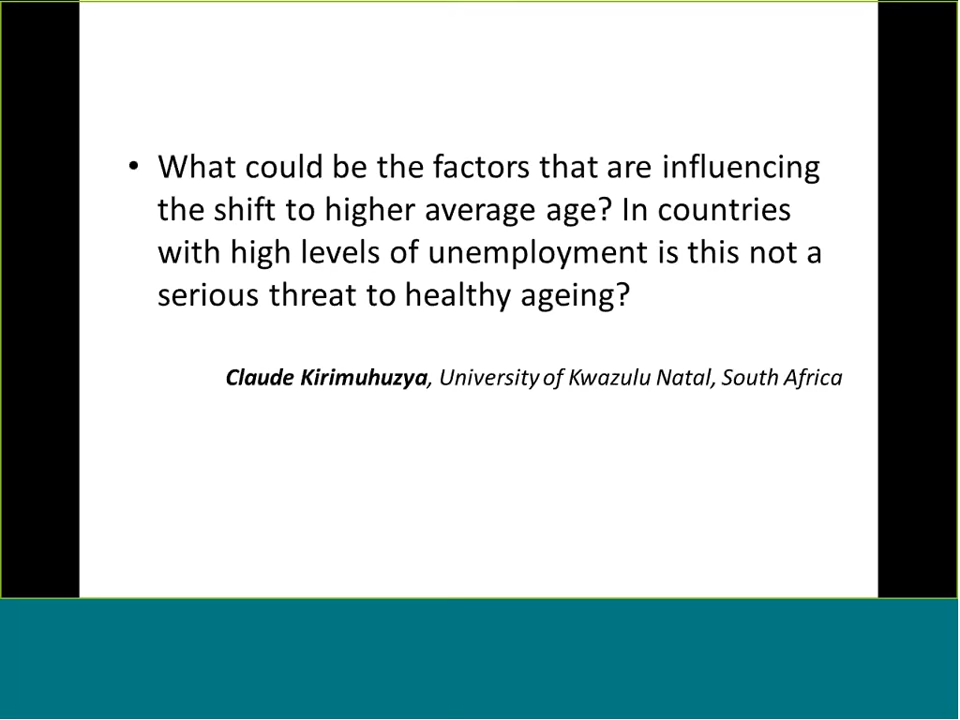 • What could be the factors that are influencing
the shift to higher average age? In countries
with high levels of unemployment is this not a
serious threat to healthy ageing?
Claude Kirimuhuzya, University of Kwazulu Natal, South Africa